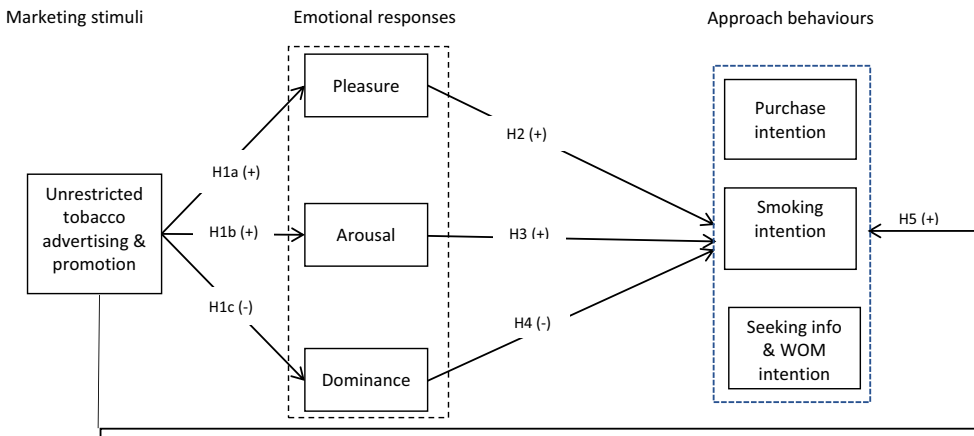 Marketing stimuli
Emotional responses
Approach behaviours
Pleasure
Purchase
intention
H2 (+)
H1a (+)
Unrestricted
tobacco
advertising &
promotion
H1b (+)
Arousal
H3 (+)
Smoking
intention
H5 (+)
H1c (-)
H4 (-)
Dominance
Seeking info
& WOM
intention